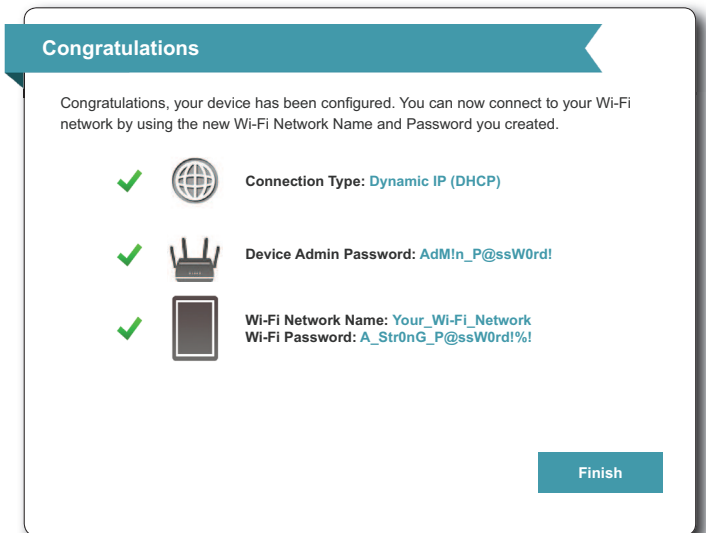 Congratulations
Congratulations, your device has been configured. You can now connect to your Wi-Fi
network by using the new Wi-Fi Network Name and Password you created.
Connection Type: Dynamic IP (DHCP)
Device Admin Password: AdM!n_P@ssW0rd!
Wi-Fi Network Name: Your_Wi-Fi_Network
Wi-Fi Password: A_Str0nG_P@ssW0rd!%!
Finish